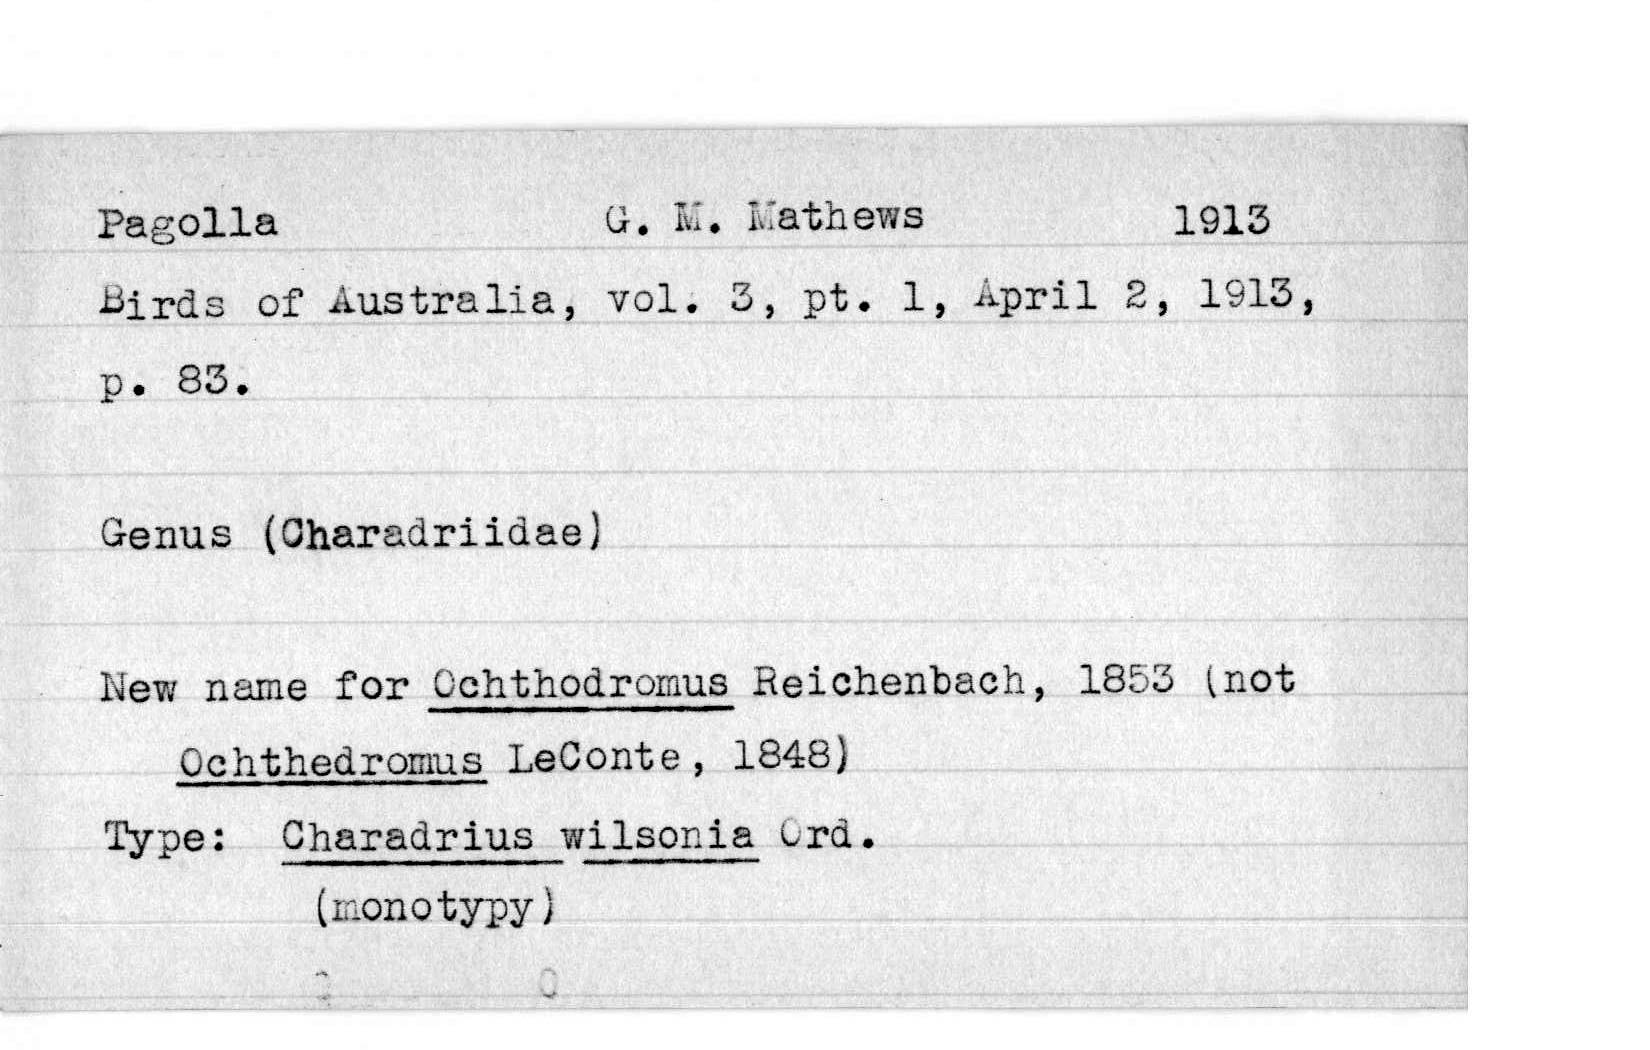 Pagolla G. M. Mathews 1913
Birds of Australia, vol. 3, pt. 1, April 2, 1913,
p. 83.
Genus (Charadriidae)
New name for Ochthodromus Reichenbach, 1853 (not
Ochthedromus LeConte, 1848)
Type: Charadrius wilsonia Ord.
(monotypy)